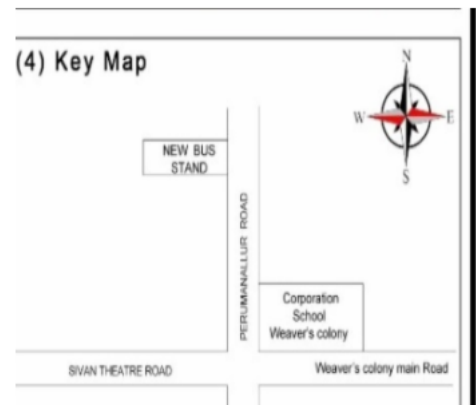 (4) Key Map
N
W
E
S
NEW BUS
STAND
PERUMANALLUR ROAD
Corporation
School
Weaver's colony
SIVAN THEATRE ROAD
Weaver's colony main Road